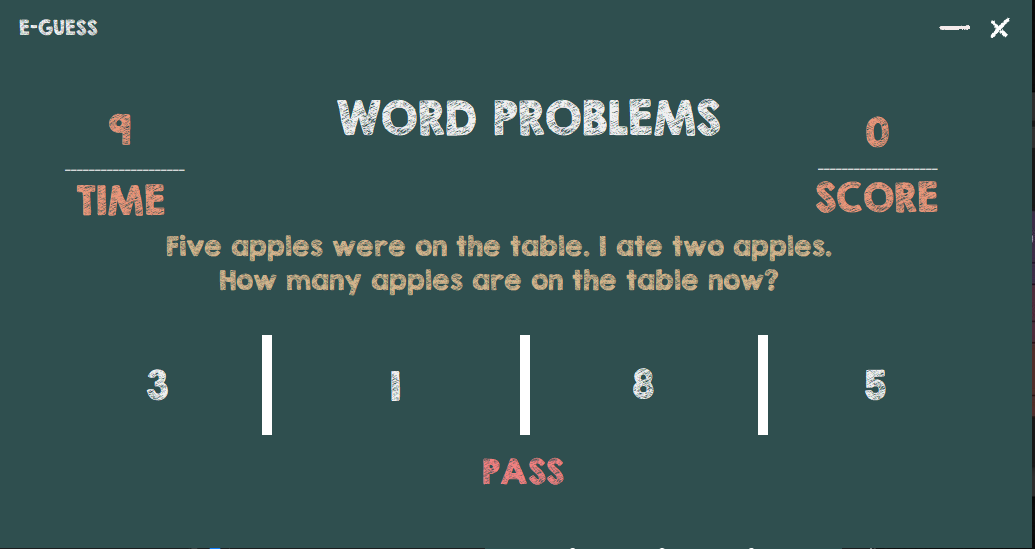 E-GUESS
WORD PROBLEMS
9
TIME
0
SCORE
Five apples were on the table. I ate two apples.
How many apples are on the table now?
3
1
8
5
PASS